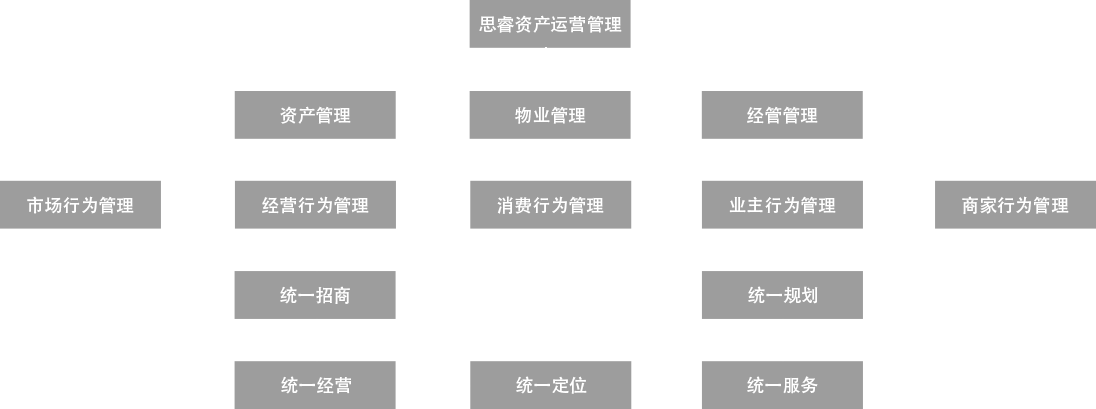 思睿资产运营管理
资产管理
物业管理
经管管理
市场行为管理
经营行为管理
消费行为管理
业主行为管理
商家行为管理
统一招商
统一规划
统一经营
统一定位
统一服务